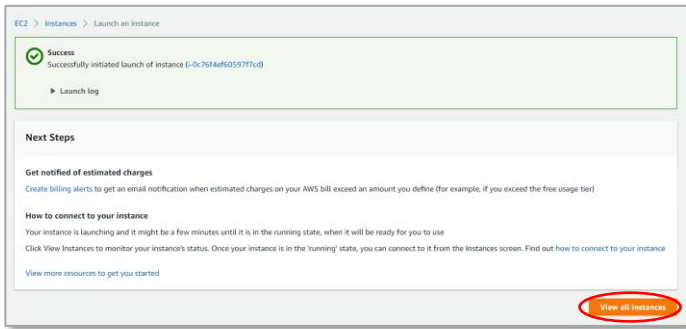 EC2 > Instances > Launch an instance
Success
Successfully initiated launch of instance (i-0c76f4ef60597f7cd)
▶ Launch log
Next Steps
Get notified of estimated charges
Create billing alerts to get an email notification when estimated charges on your AWS bill exceed an amount you define (for example, if you exceed the free usage tier)
How to connect to your instance
Your instance is launching and it might be a few minutes until it is in the running state, when it will be ready for you to use
Click View Instances to monitor your instance's status. Once your instance is in the 'running' state, you can connect to it from the Instances screen. Find out how to connect to your instance
View more resources to get you started
View all instances